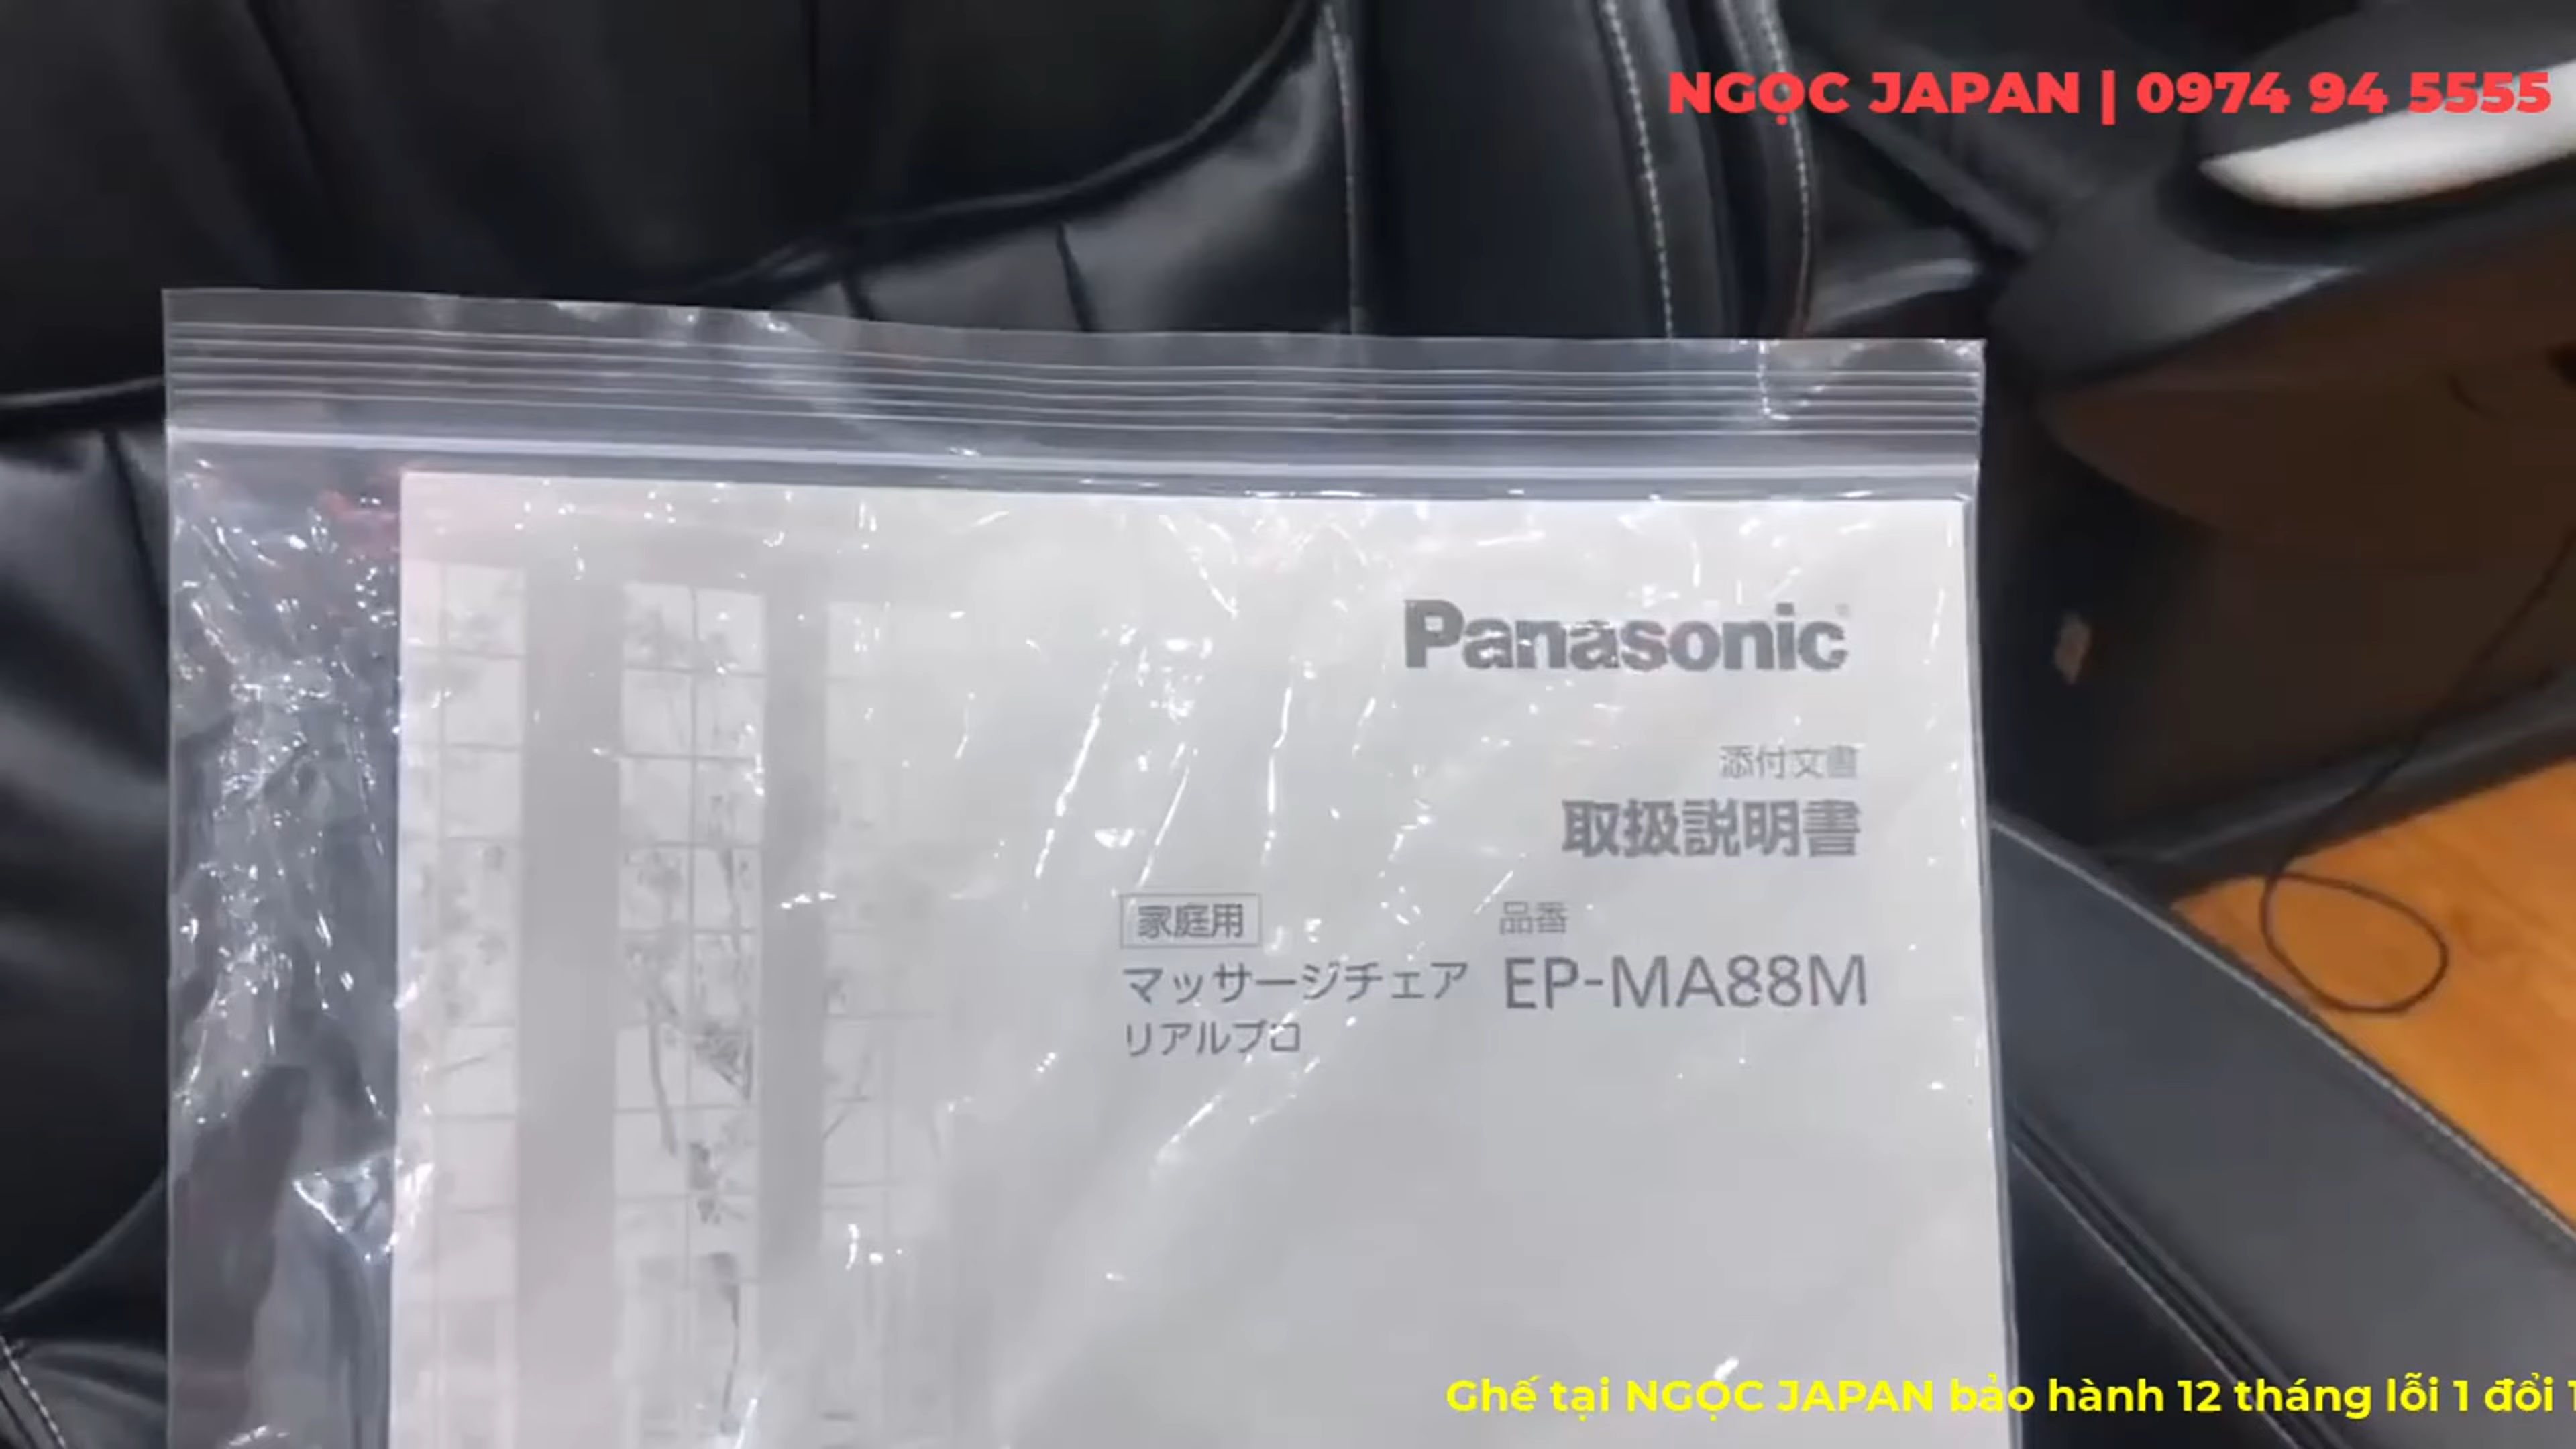 NGỌC JAPAN | 0974 94 5555
Panasonic
添付文書
取扱説明書
家庭用
品番
マッサージチェア EP-MA88M
リアルプロ
Ghế tại NGỌC JAPAN bảo hành 12 tháng lỗi 1 đổi 1